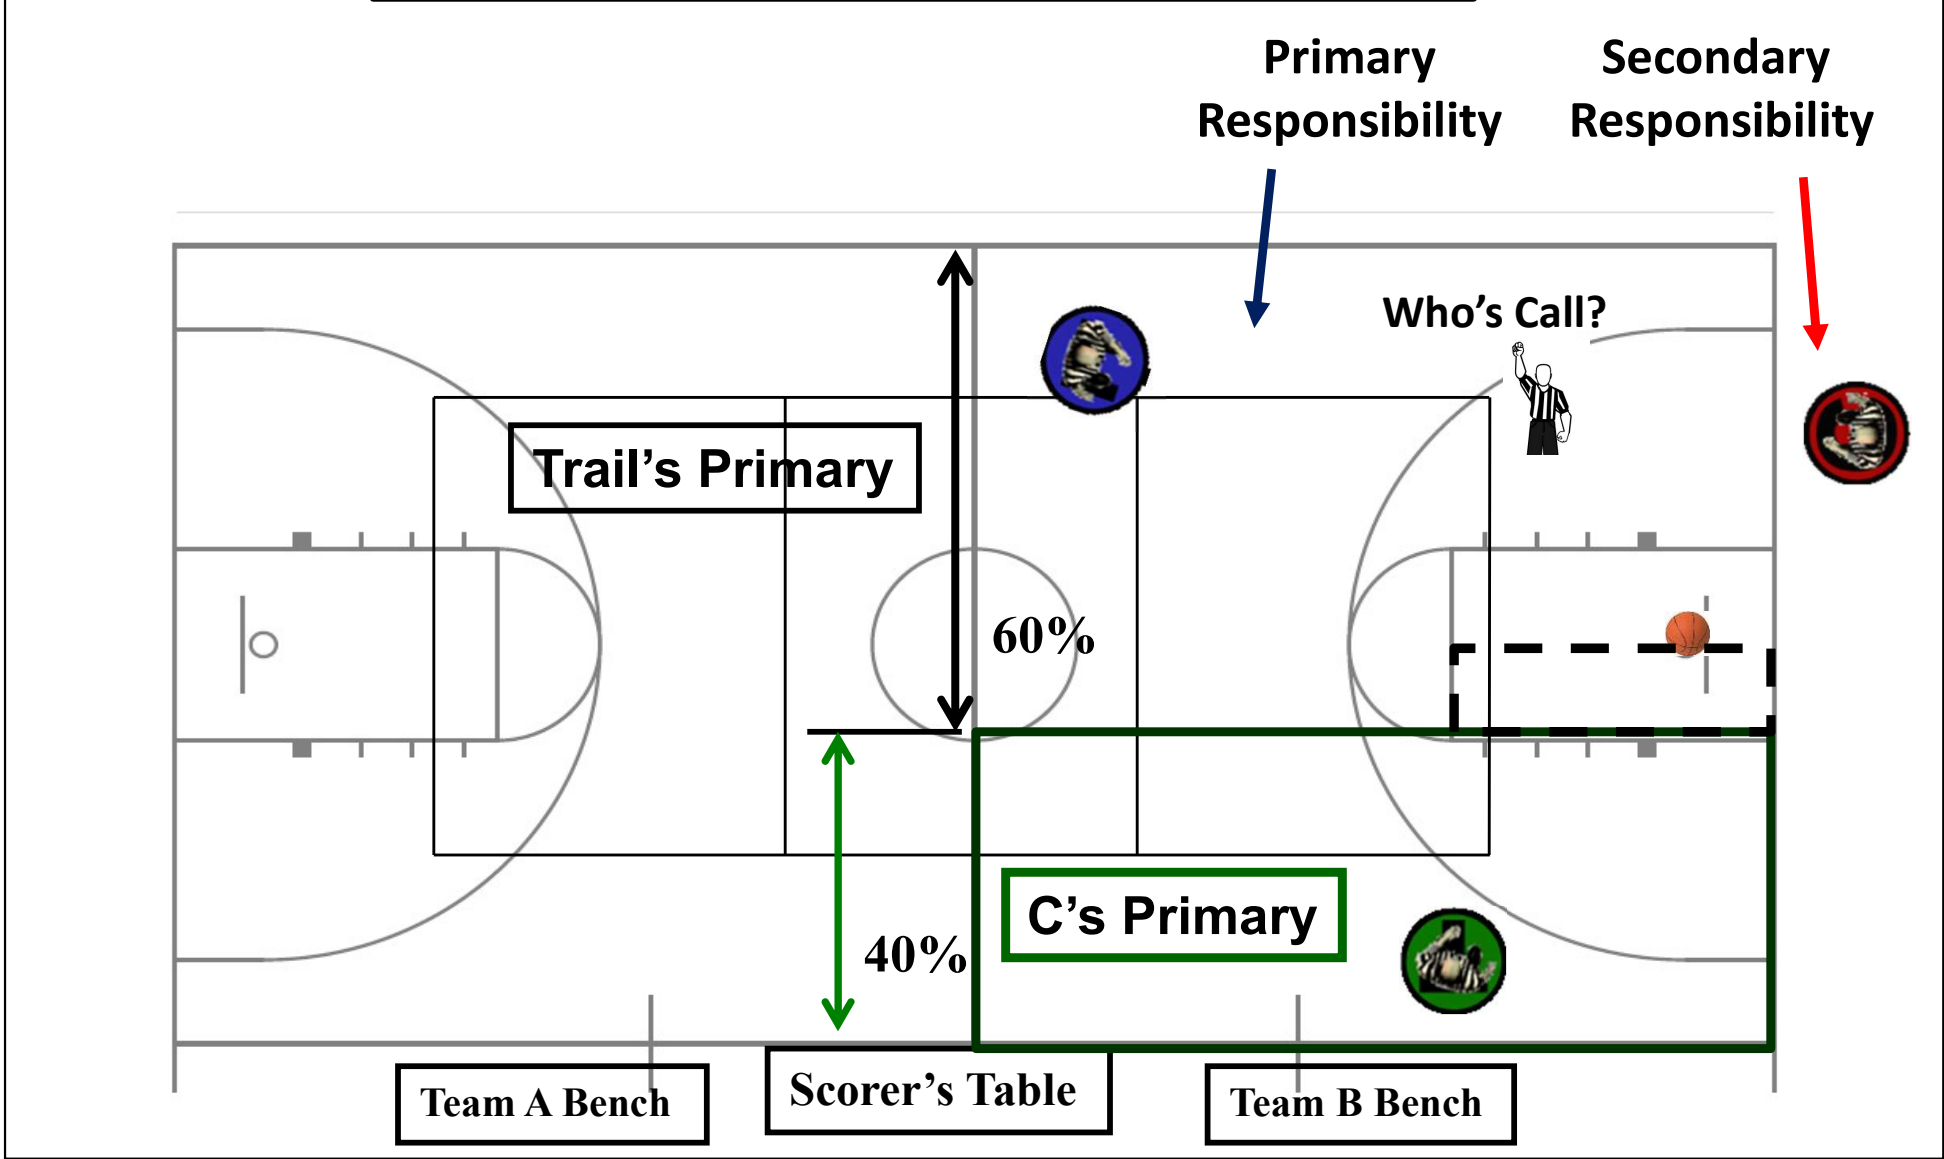 Primary
Responsibility
Secondary
Responsibility
Who’s Call?
Trail’s Primary
60%
C’s Primary
40%
Scorer’s Table
Team A Bench
Team B Bench